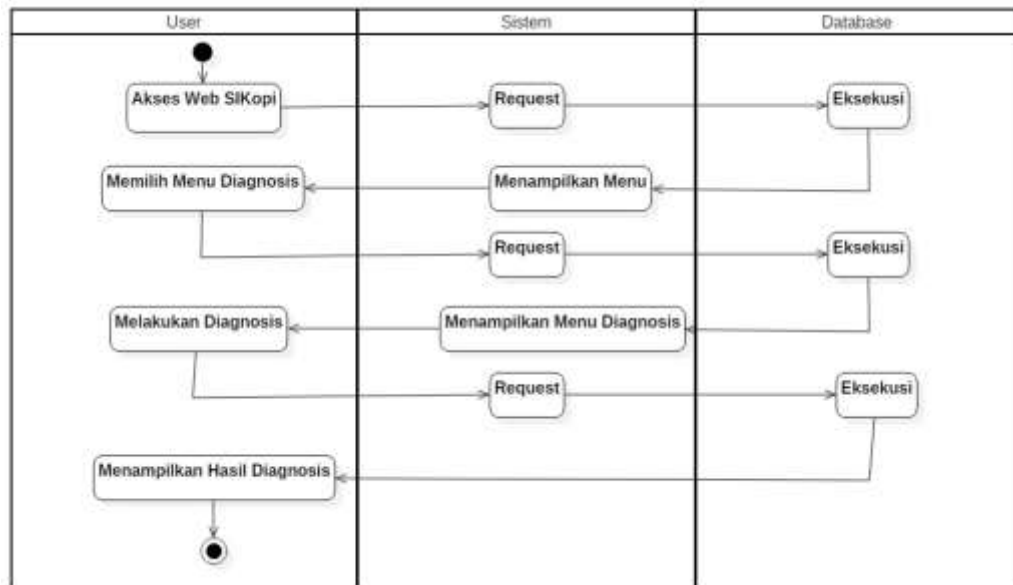 User
Sistem
Database
Akses Web SIKopi
Request
Eksekusi
Memilih Menu Diagnosis
Menampilkan Menu
Request
Eksekusi
Melakukan Diagnosis
Menampilkan Menu Diagnosis
Request
Eksekusi
Menampilkan Hasil Diagnosis